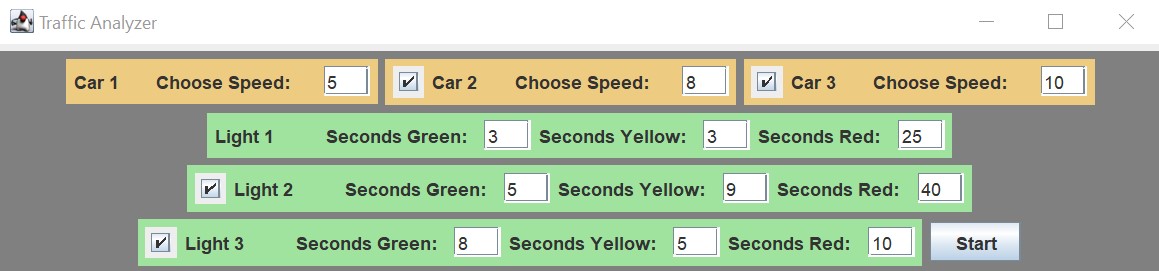 Traffic Analyzer
Car 1 Choose Speed: 5 Car 2 Choose Speed: 8 Car 3 Choose Speed: 10
Light 1 Seconds Green: 3 Seconds Yellow: 3 Seconds Red: 25
Light 2 Seconds Green: 5 Seconds Yellow: 9 Seconds Red: 40
Light 3 Seconds Green: 8 Seconds Yellow: 5 Seconds Red: 10 Start